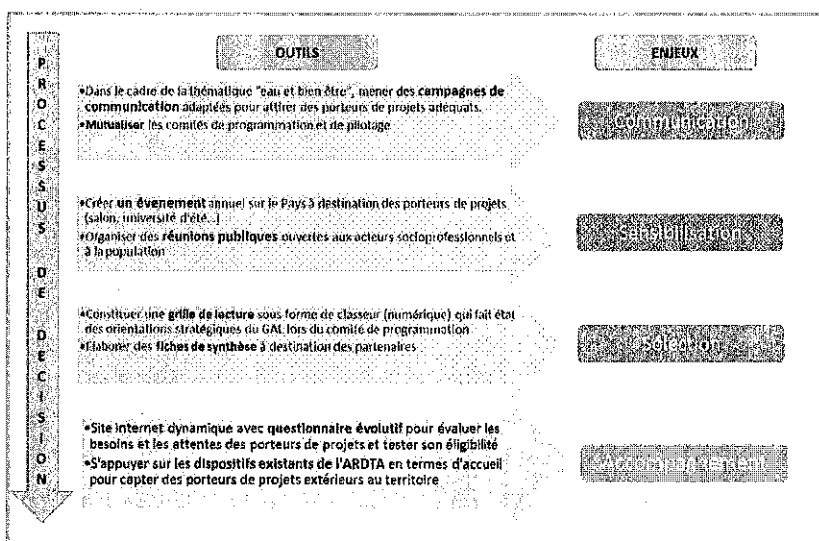 PROCESSUS DE DECISION
OUTILS
ENJEUX
•Dans le cadre de la thématique "eau et bien être", mener des campagnes de
communication adaptées pour attirer des porteurs de projets adéquats.
•Mutualiser les comités de programmation et de pilotage
Communication
•Créer un évenement annuel sur le Pays à destination des porteurs de projets
(salon, université d'été...)
•Organiser des réunions publiques ouvertes aux acteurs socioprofessionnels et
à la population
Sensibilisation
•Constituer une grille de lecture sous forme de classeur (numérique) qui fait état
des orientations stratégiques du GAL lors du comité de programmation
•Elaborer des fiches de synthèse à destination des partenaires
Sélection
•Site internet dynamique avec questionnaire évolutif pour évaluer les
besoins et les attentes des porteurs de projets et tester son éligibilité
•S'appuyer sur les dispositifs existants de l'ARDTA en termes d'accueil
pour capter des porteurs de projets extérieurs au territoire
Accompagnement